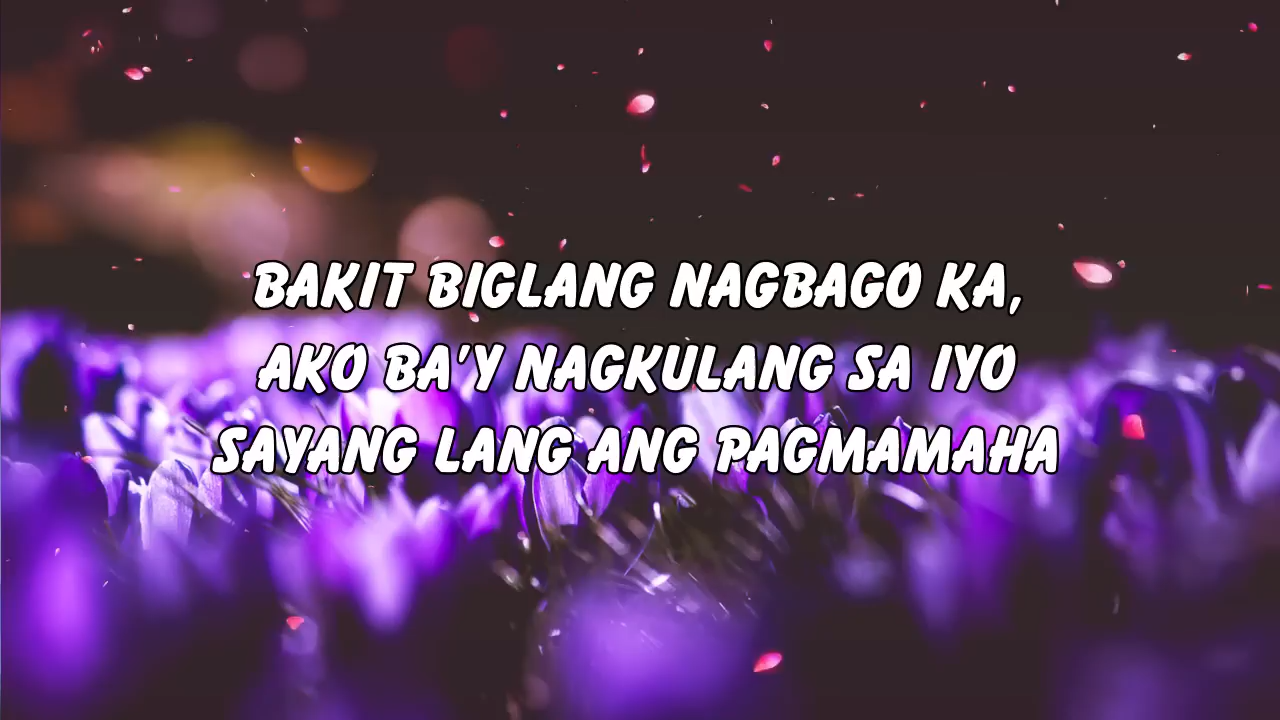 BAKIT BIGLANG NAGBAGO KA,
AKO BA'Y NAGKULANG SA IYO
SAYANG LANG ANG PAGMAMAHA